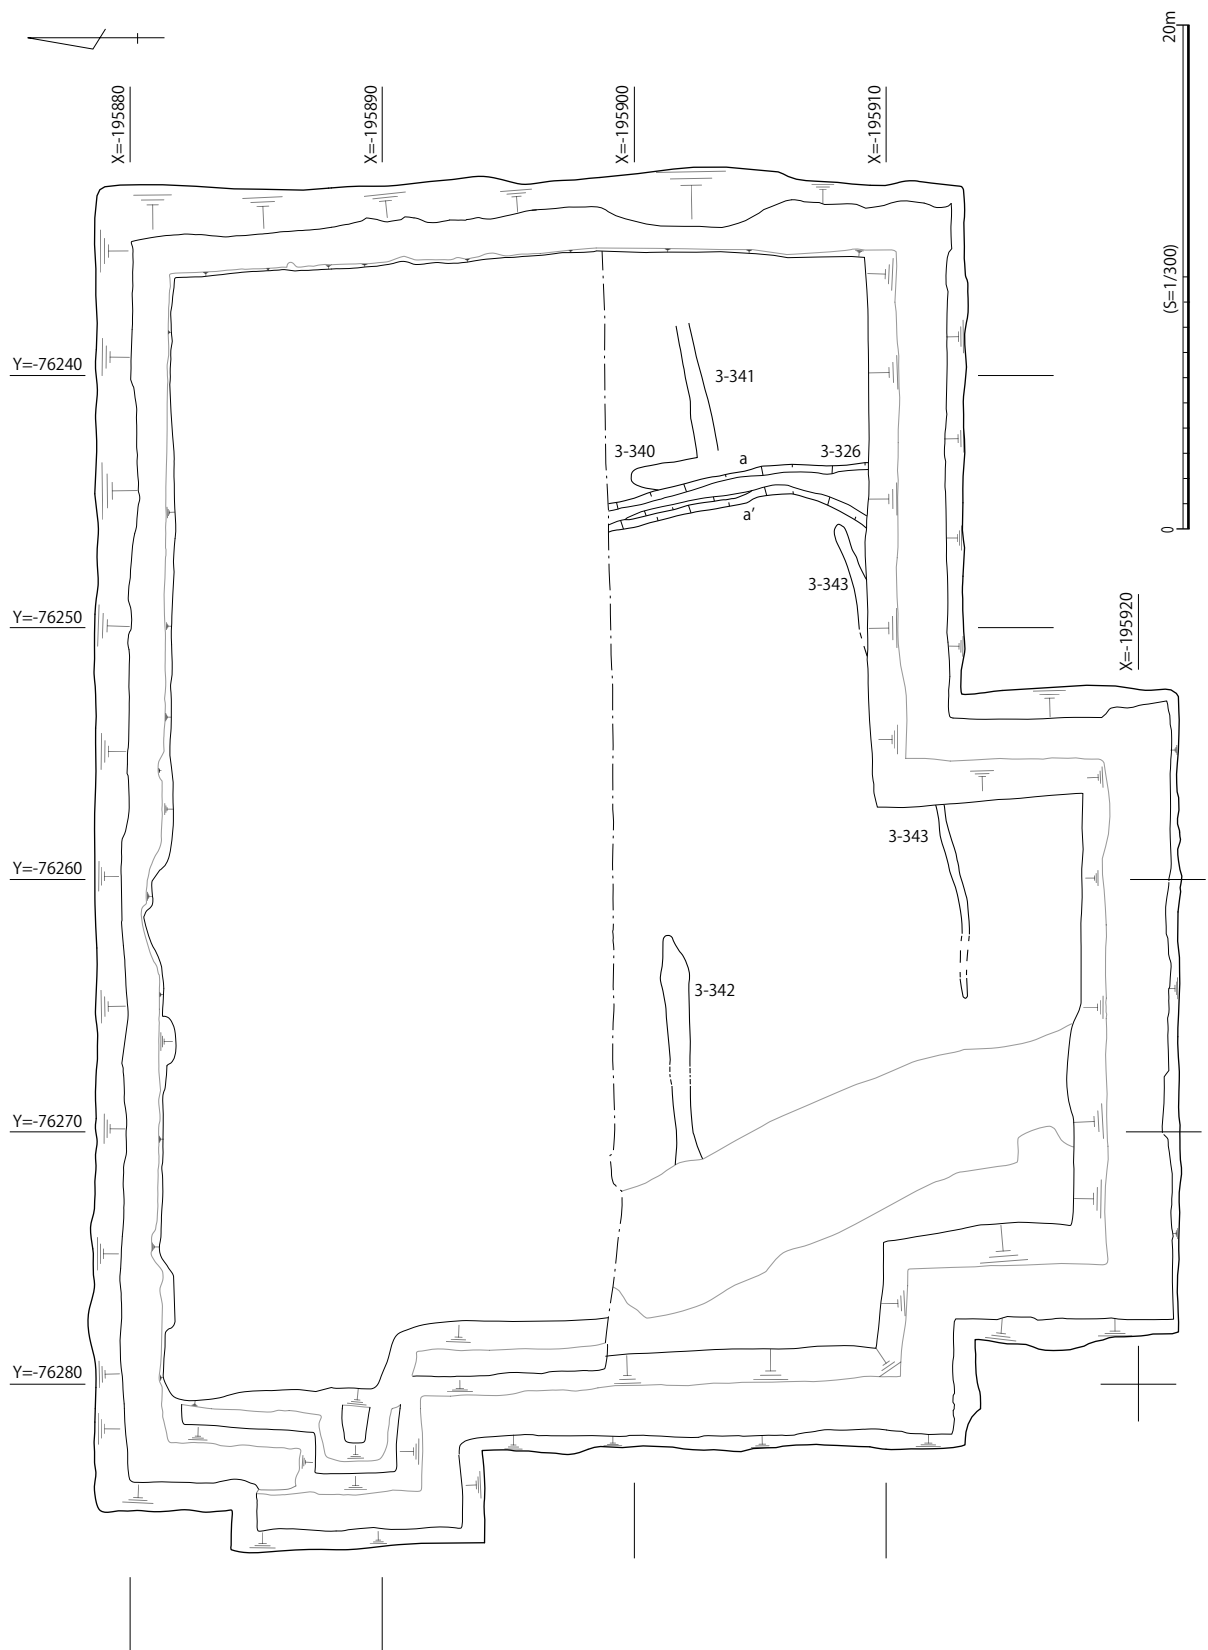 20m
X=-195880
X=-195890
X=-195900
X=-195910
(S=1/300)
Y=-76240
3-341
3-340
a
3-326
a’
0
3-343
Y=-76250
X=-195920
3-343
Y=-76260
3-342
Y=-76270
Y=-76280